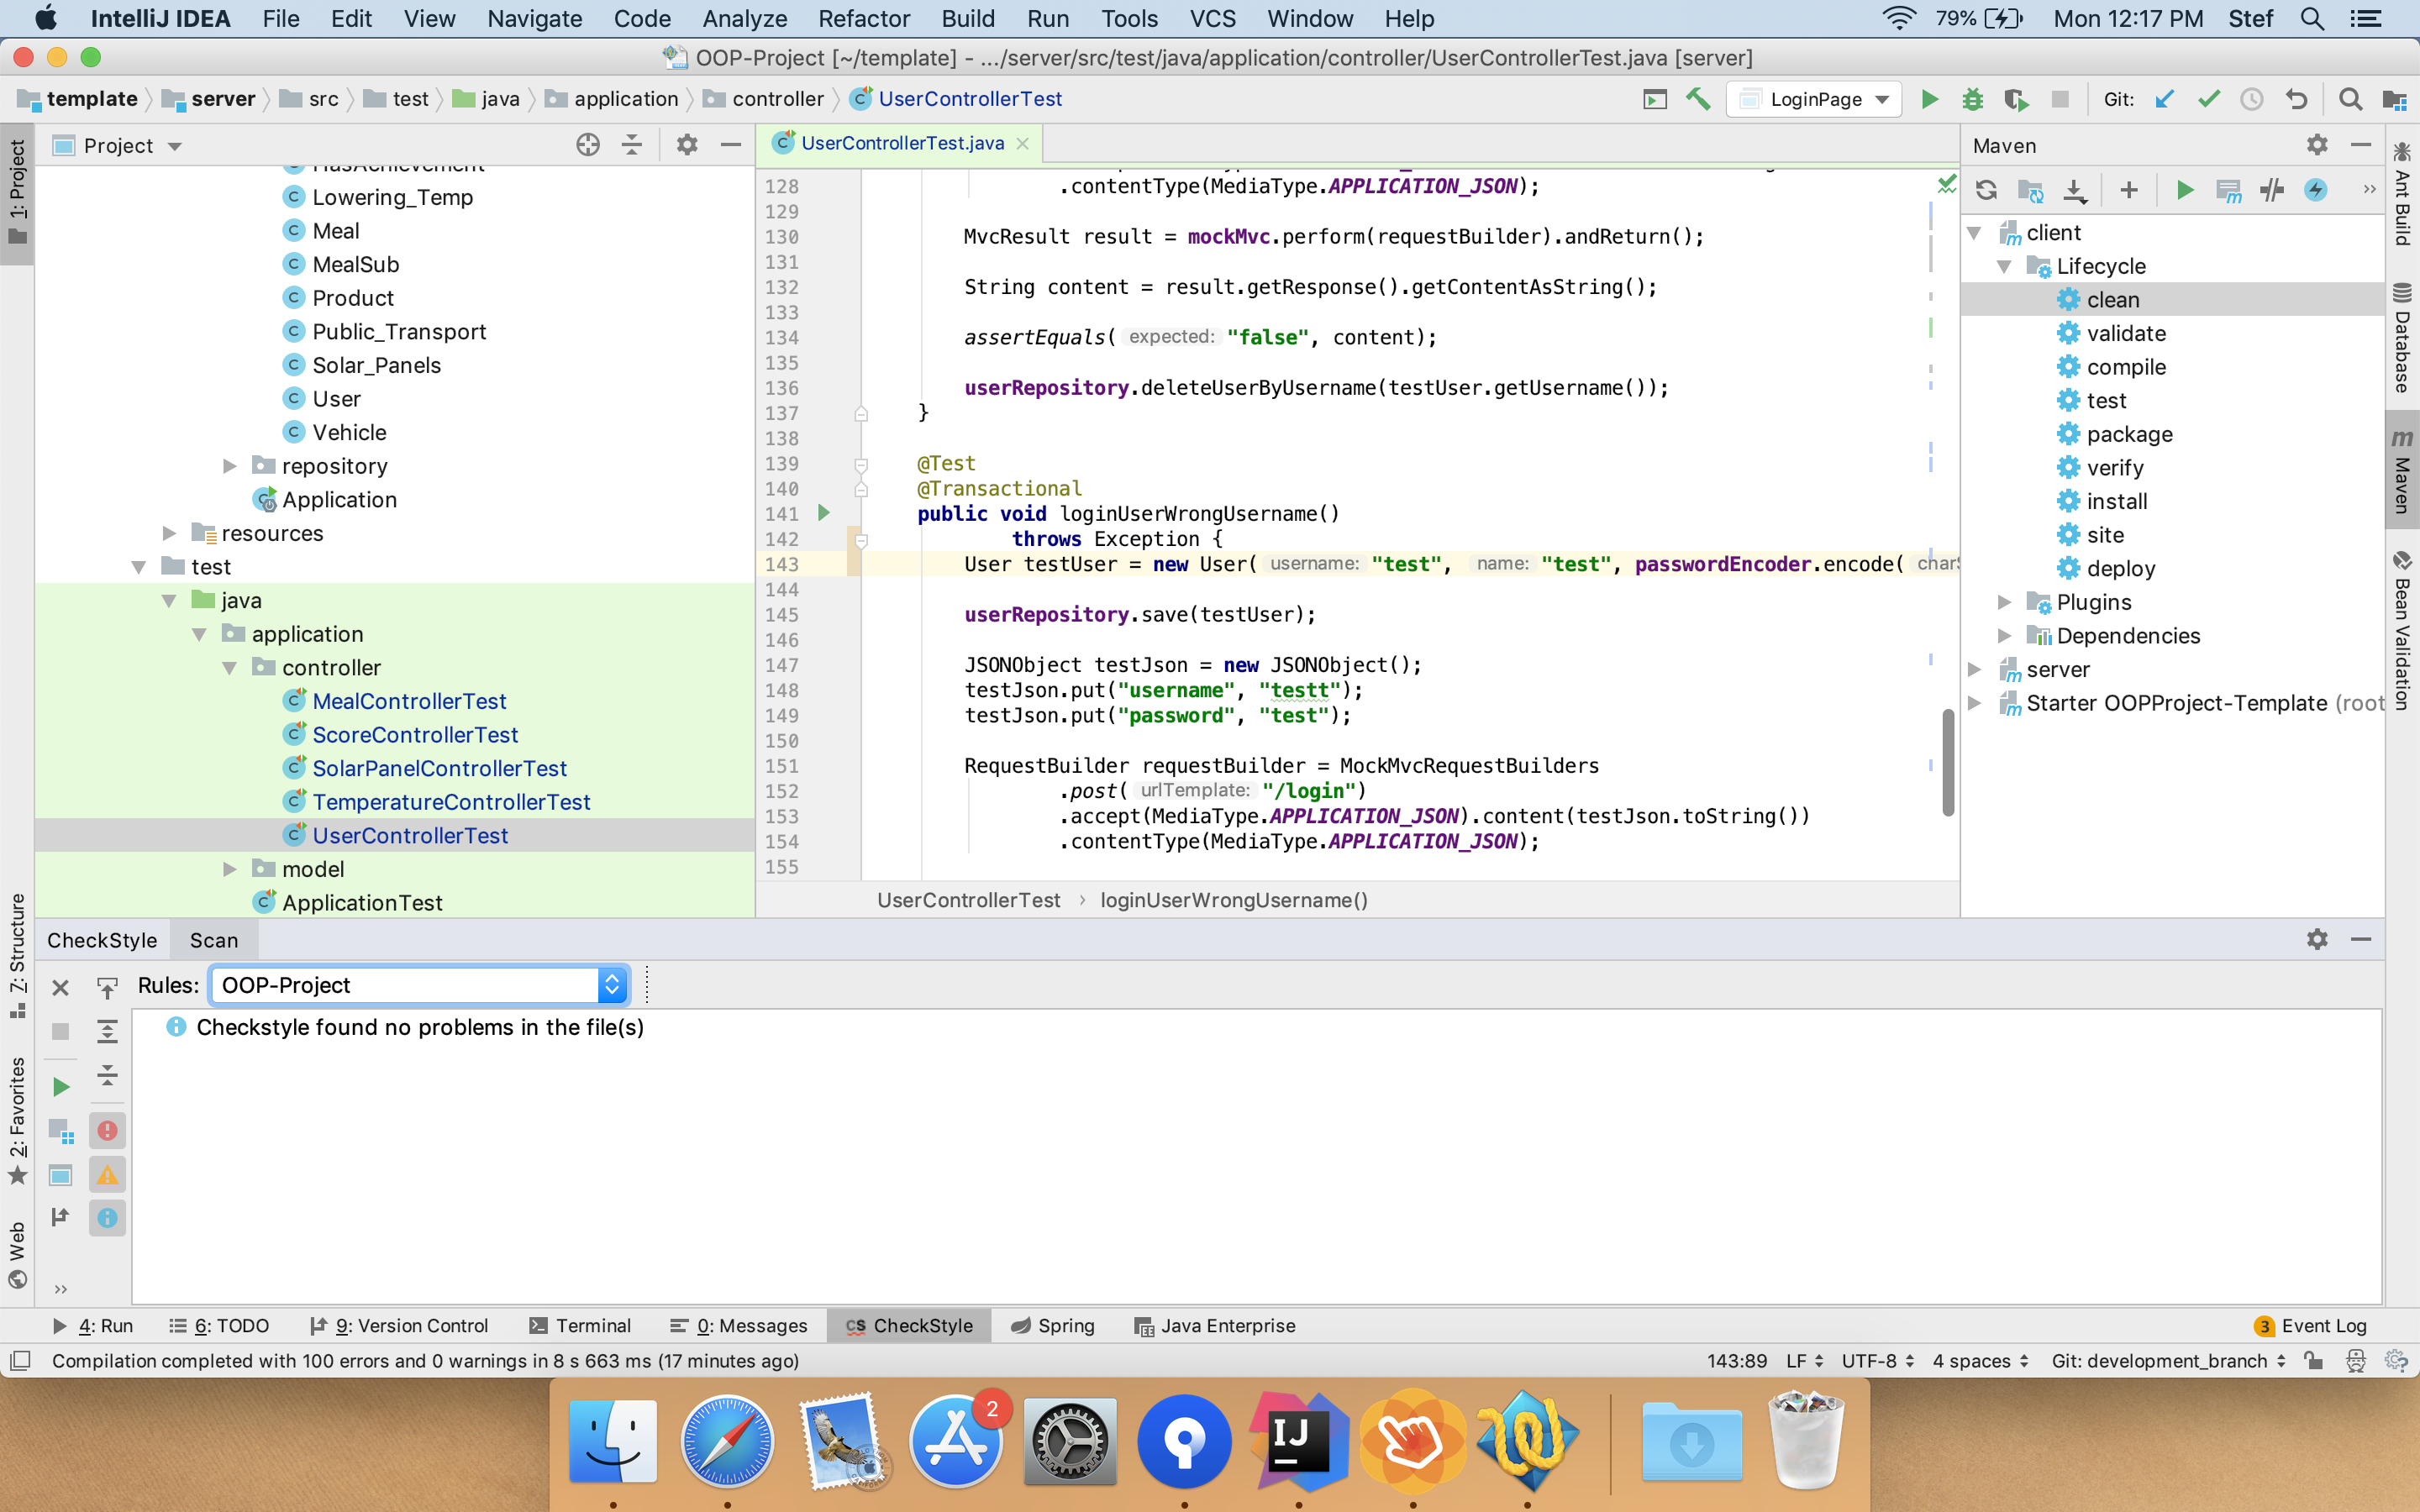 IntelliJ IDEA File Edit View Navigate Code Analyze Refactor Build Run Tools VCS Window Help 79% Mon 12:17 PM Stef
OOP-Project [~/template] - .../server/src/test/java/application/controller/UserControllerTest.java [server]
template server src test java application controller UserControllerTest LoginPage Git:
1: Project
7: Structure
2: Favorites
Web
Project
Lowering_Temp
Meal
MealSub
Product
Public_Transport
Solar_Panels
User
Vehicle
repository
Application
resources
test
java
application
controller
MealControllerTest
ScoreControllerTest
SolarPanelControllerTest
TemperatureControllerTest
UserControllerTest
model
ApplicationTest
UserControllerTest.java
128 .contentType(MediaType.APPLICATION_JSON);
129
130 MvcResult result = mockMvc.perform(requestBuilder).andReturn();
131
132 String content = result.getResponse().getContentAsString();
133
134 assertEquals( expected: "false", content);
135
136 userRepository.deleteUserByUsername(testUser.getUsername());
137 }
138
139 @Test
140 @Transactional
141 public void loginUserWrongUsername()
142 throws Exception {
143 User testUser = new User( username: "test", name: "test", passwordEncoder.encode(
144
145 userRepository.save(testUser);
146
147 JSONObject testJson = new JSONObject();
148 testJson.put("username", "testt");
149 testJson.put("password", "test");
150
151 RequestBuilder requestBuilder = MockMvcRequestBuilders
152 .post( urlTemplate: "/login")
153 .accept(MediaType.APPLICATION_JSON).content(testJson.toString())
154 .contentType(MediaType.APPLICATION_JSON);
155
UserControllerTest › loginUserWrongUsername()
Maven
client
Lifecycle
clean
validate
compile
test
package
verify
install
site
deploy
Plugins
Dependencies
server
Starter OOPProject-Template (root
Ant Build
Database
Maven
Bean Validation
CheckStyle Scan
Rules: OOP-Project
Checkstyle found no problems in the file(s)
4: Run 6: TODO 9: Version Control Terminal 0: Messages CheckStyle Spring Java Enterprise 3 Event Log
Compilation completed with 100 errors and 0 warnings in 8 s 663 ms (17 minutes ago) 143:89 LF UTF-8 4 spaces Git: development_branch
2
IJ